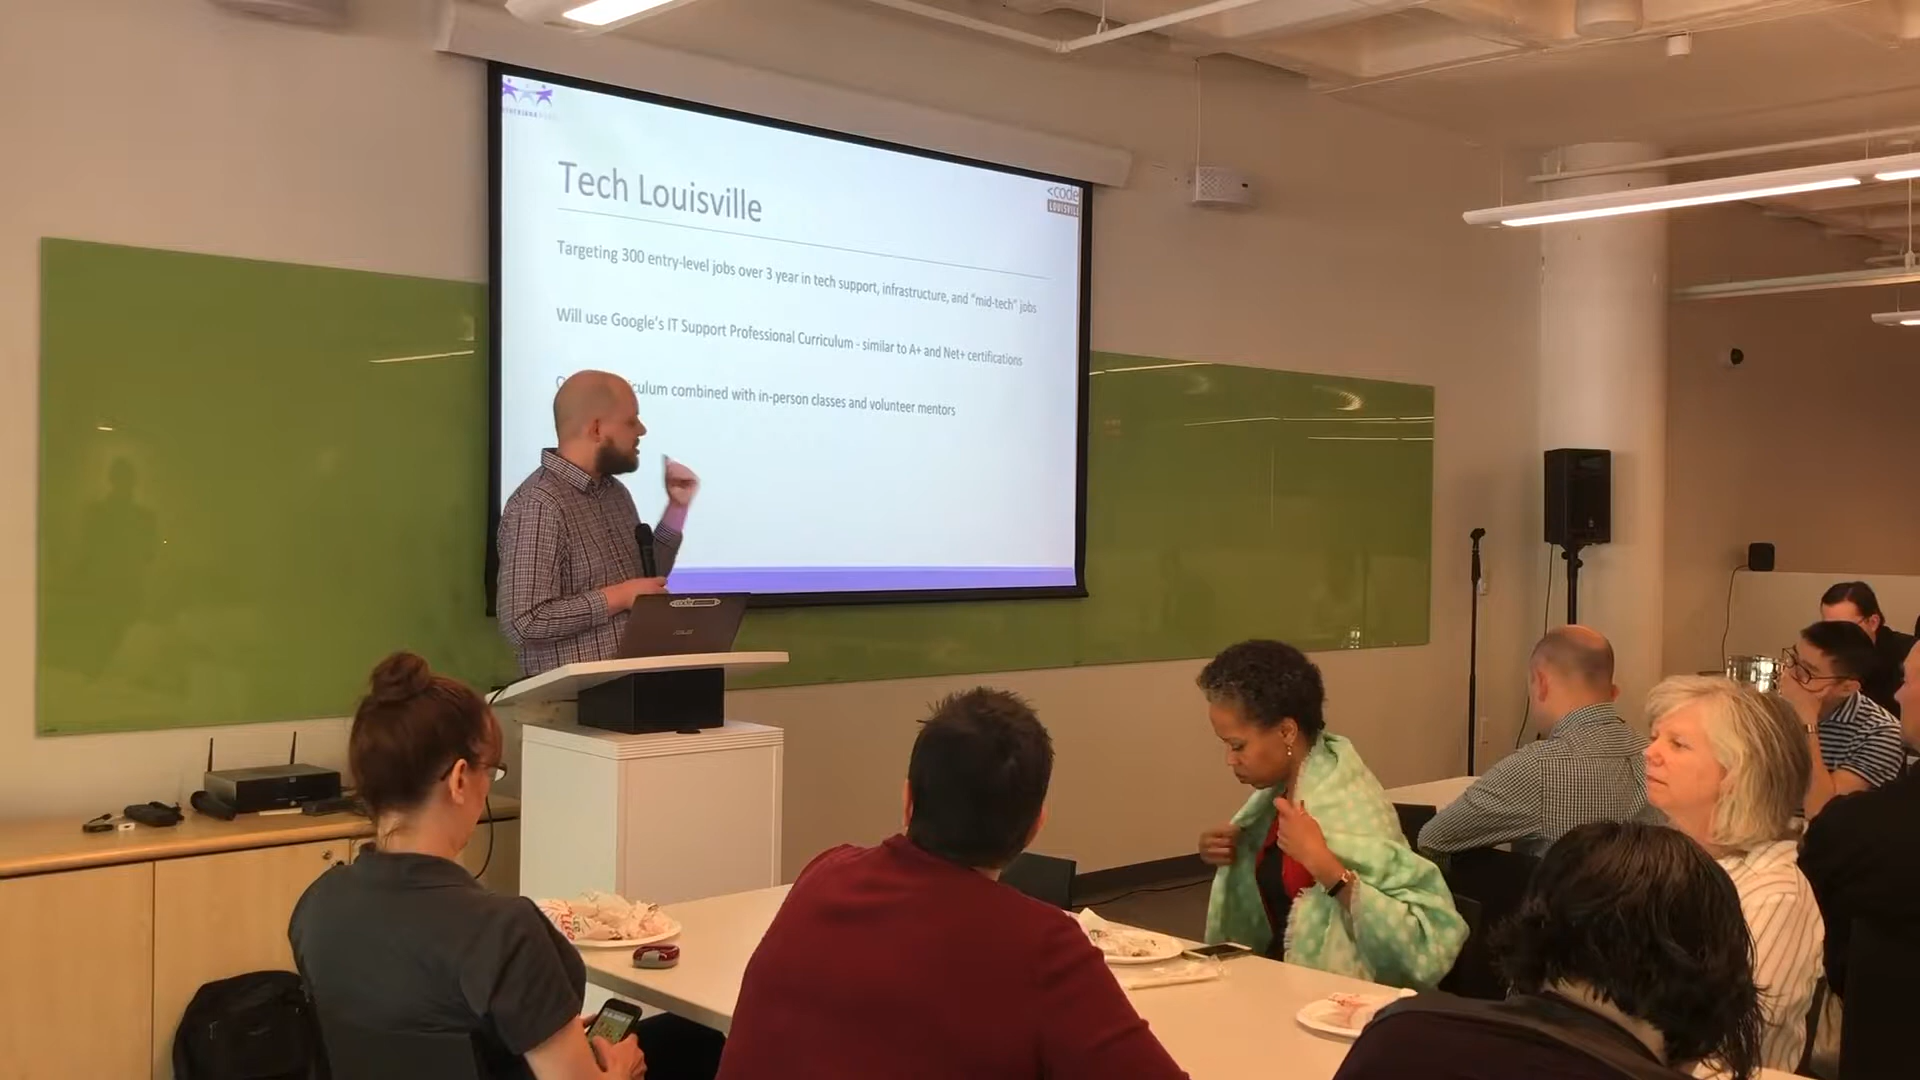 Tech Louisville
<code
LOUISVILLE
Targeting 300 entry-level jobs over 3 year in tech support, infrastructure, and "mid-tech" jobs
Will use Google's IT Support Professional Curriculum - similar to A+ and Net+ certifications
combined with in-person classes and volunteer mentors
ASUS